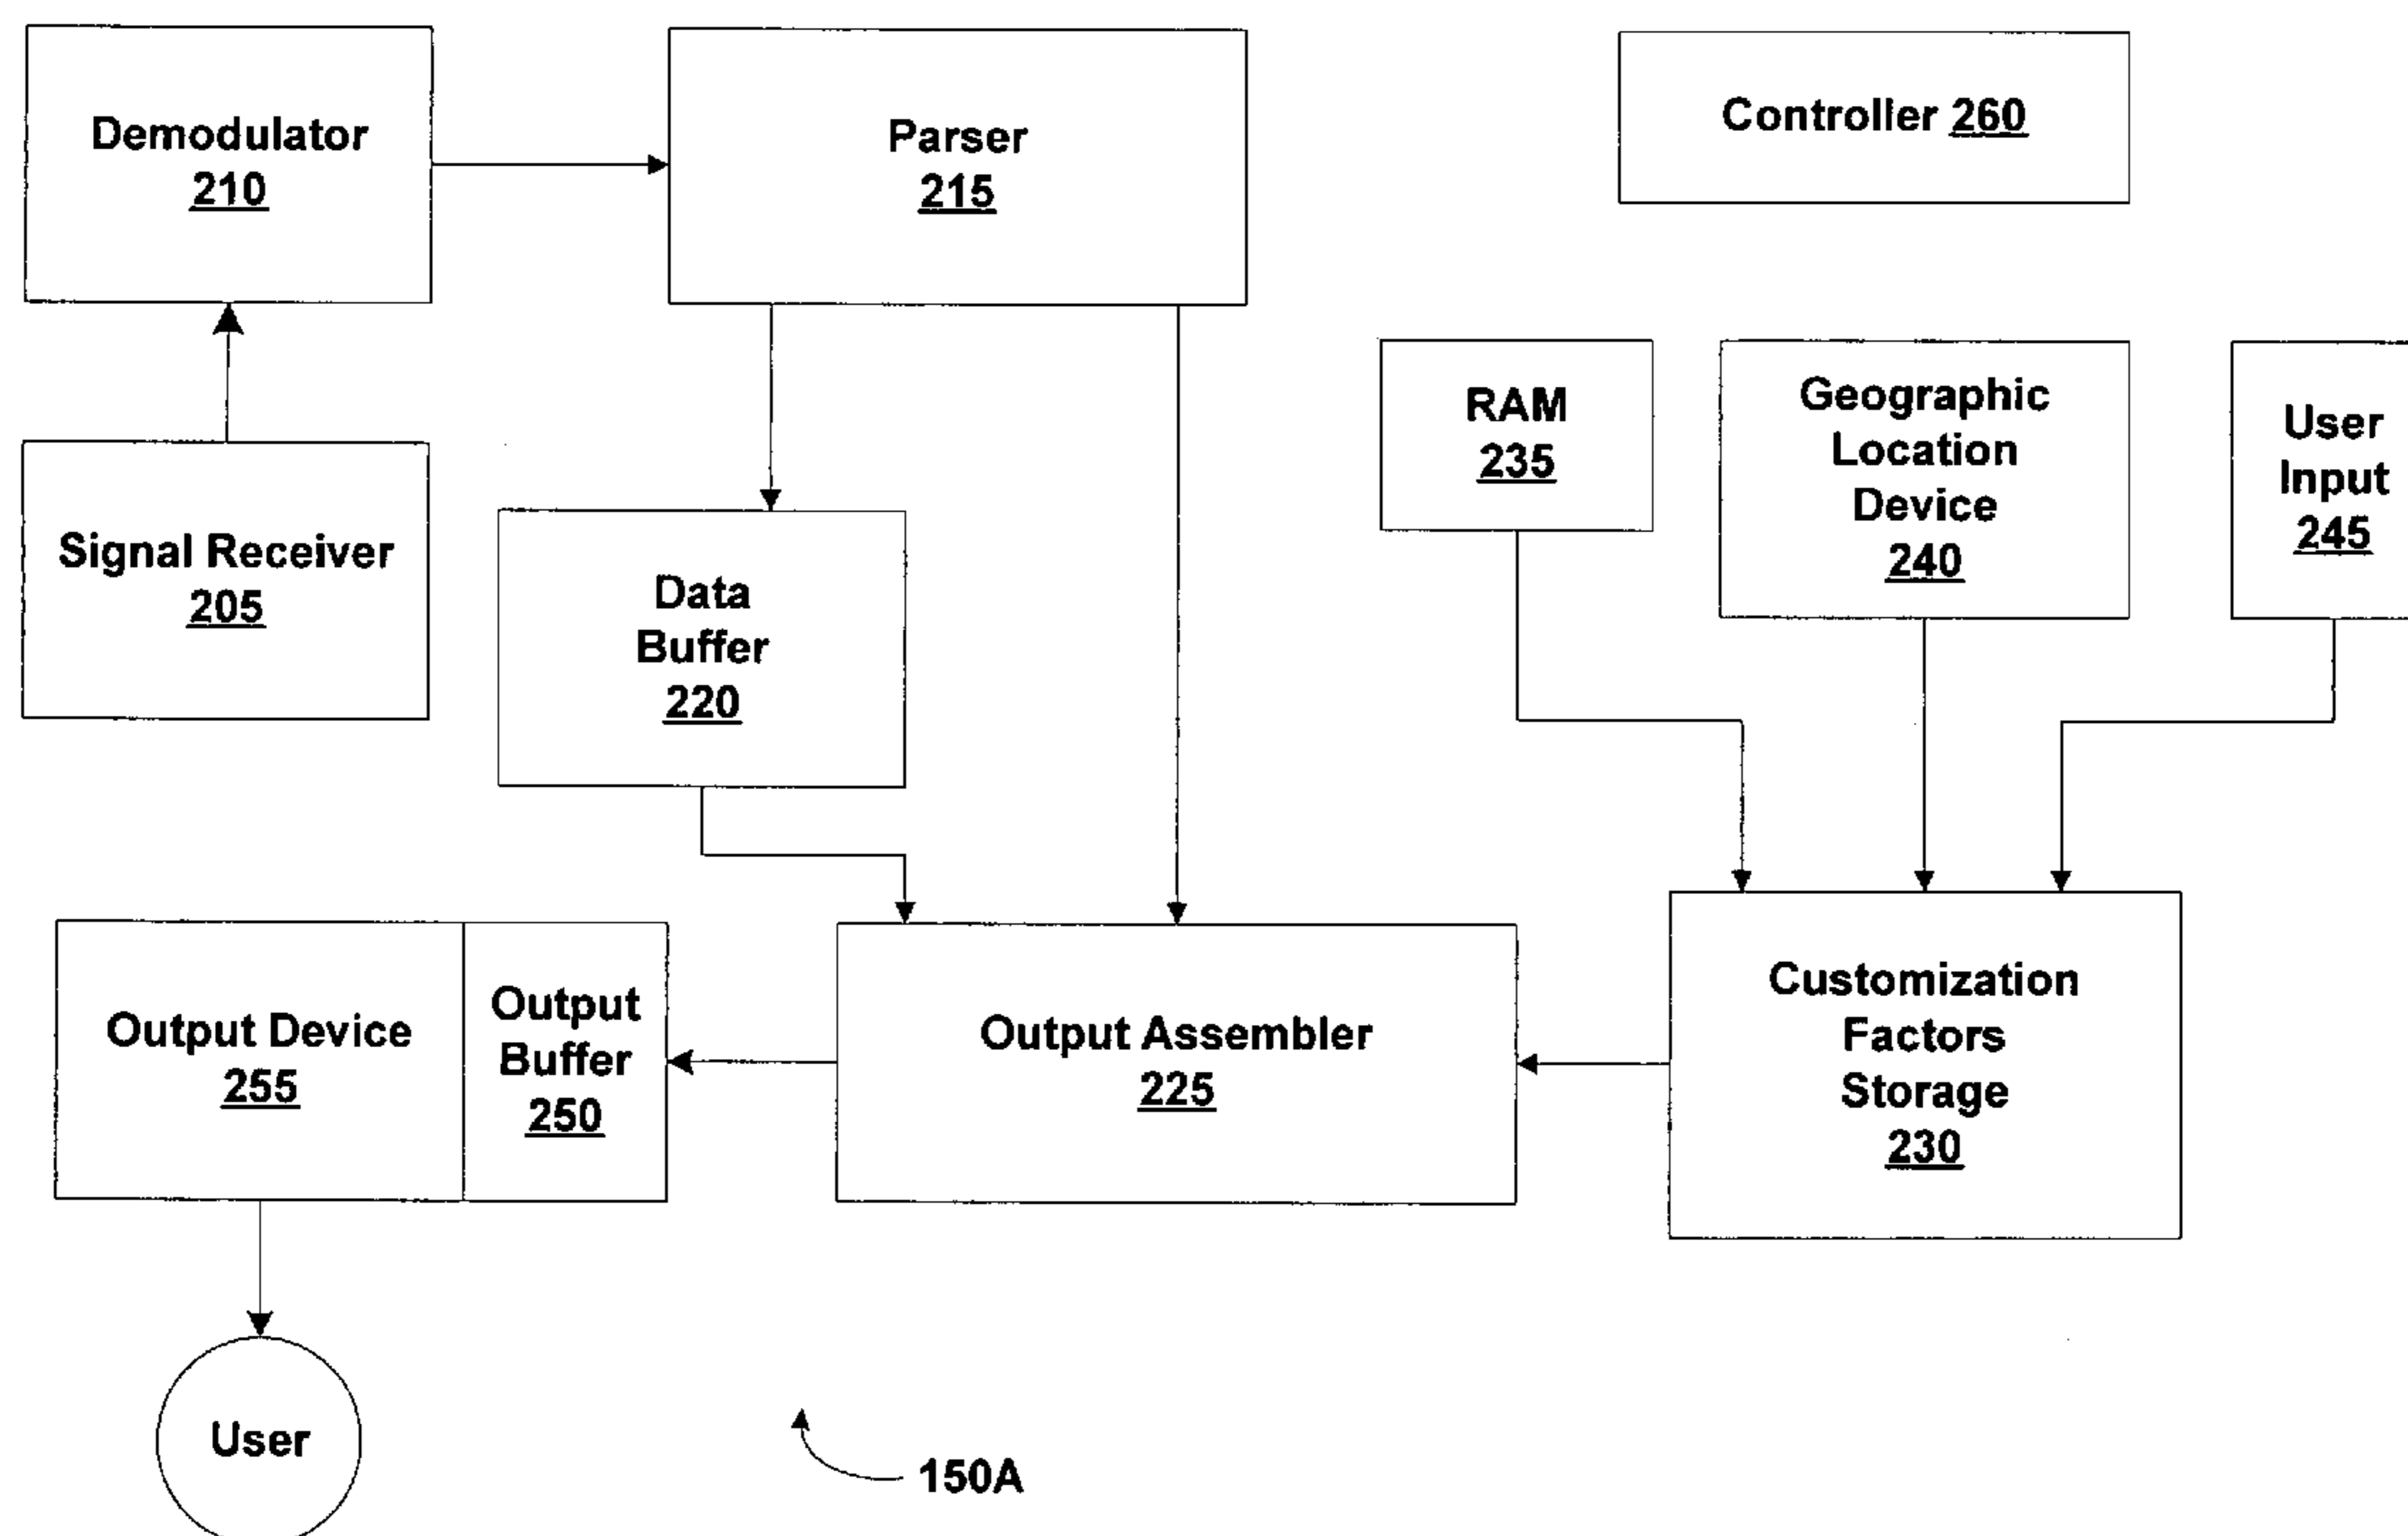 Demodulator
210
Parser
215
Controller 260
Signal Receiver
205
Data
Buffer
220
RAM
235
Geographic
Location
Device
240
User
Input
245
Output Device
255
Output
Buffer
250
Output Assembler
225
Customization
Factors
Storage
230
User
150A